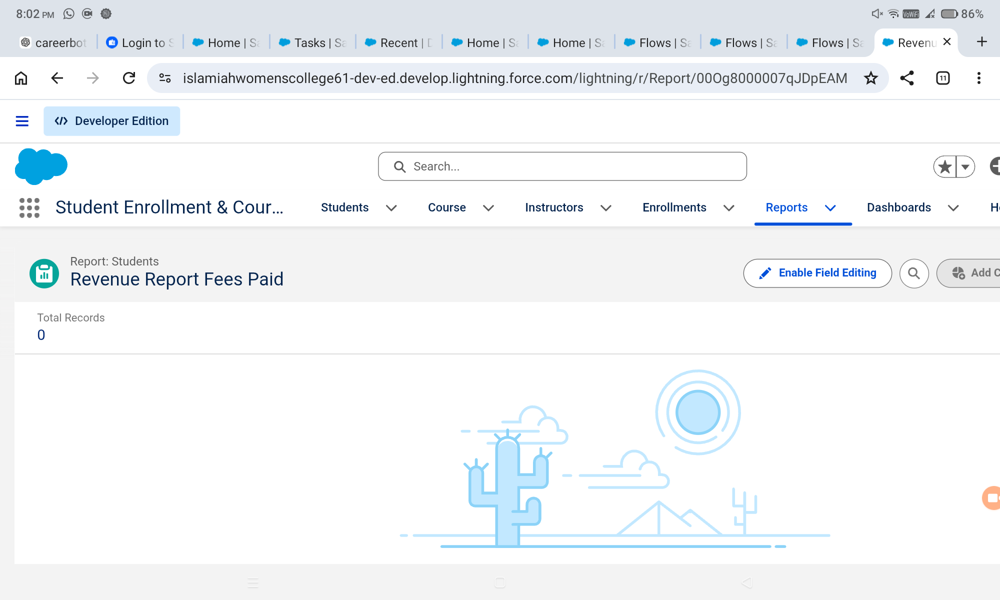 8:02 PM
VoWiFi
86%
careerbot
Login to S
Home | Sa
Tasks | Sa
Recent | D
Home | Sa
Home | Sa
Flows | Sa
Flows | Sa
Flows | Sa
Revenu
islamiahwomenscollege61-dev-ed.develop.lightning.force.com/lightning/r/Report/00Og8000007qJDpEAM
11
Developer Edition
Search...
Student Enrollment & Cour...
Students
Course
Instructors
Enrollments
Reports
Dashboards
Report: Students
Revenue Report Fees Paid
Enable Field Editing
Add C
Total Records
0